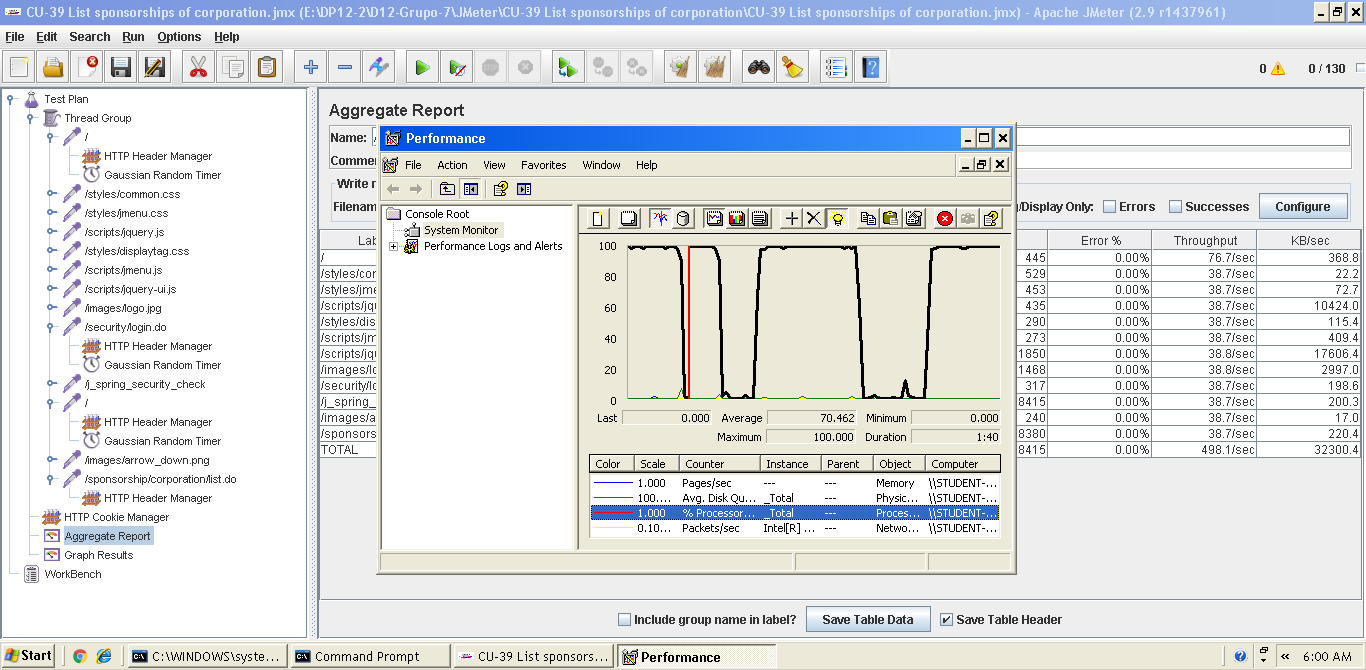 CU-39 List sponsorships of corporation.jmx (E:\DP12-2\D12-Grupo-7\JMeter\CU-39 List sponsorships of corporation\CU-39 List sponsorships of corporation.jmx) - Apache JMeter (2.9 r1437961)
File Edit Search Run Options Help
0 0 / 130
Test Plan
Thread Group
/
HTTP Header Manager
Gaussian Random Timer
/styles/common.css
/styles/jmenu.css
/scripts/jquery.js
/styles/displaytag.css
/scripts/jmenu.js
/scripts/jquery-ui.js
/images/logo.jpg
/security/login.do
HTTP Header Manager
Gaussian Random Timer
/j_spring_security_check
/
HTTP Header Manager
Gaussian Random Timer
/images/arrow_down.png
/sponsorship/corporation/list.do
HTTP Header Manager
HTTP Cookie Manager
Aggregate Report
Graph Results
WorkBench
Aggregate Report
Name:
Commer
Write r
Filenam
/Display Only: Errors Successes Configure
Lab
Error % Throughput KB/sec
/ 445 0.00% 76.7/sec 368.8
/styles/cor 529 0.00% 38.7/sec 22.2
/styles/jme 453 0.00% 38.7/sec 72.7
/scripts/jqu 435 0.00% 38.7/sec 10424.0
/styles/dis 290 0.00% 38.7/sec 115.4
/scripts/jm 273 0.00% 38.7/sec 409.4
/scripts/jqu 1850 0.00% 38.8/sec 17606.4
/images/lo 1468 0.00% 38.8/sec 2997.0
/security/lo 317 0.00% 38.7/sec 198.6
/j_spring_ 8415 0.00% 38.7/sec 200.3
/images/a 240 0.00% 38.7/sec 17.0
/sponsors 8380 0.00% 38.7/sec 220.4
TOTAL 8415 0.00% 498.1/sec 32300.4
Performance
File Action View Favorites Window Help
Console Root
System Monitor
Performance Logs and Alerts
100
80
60
40
20
0
Last 0.000 Average 70.462 Minimum 0.000
Maximum 100.000 Duration 1:40
Color Scale Counter Instance Parent Object Computer
1.000 Pages/sec --- --- Memory \\STUDENT-...
100.... Avg. Disk Qu... _Total --- Physic... \\STUDENT-...
1.000 % Processor... _Total --- Proces... \\STUDENT-...
0.10... Packets/sec Intel[R] ... --- Netwo... \\STUDENT-...
Include group name in label? Save Table Data Save Table Header
Start C:\WINDOWS\syste... Command Prompt CU-39 List sponsors... Performance 6:00 AM